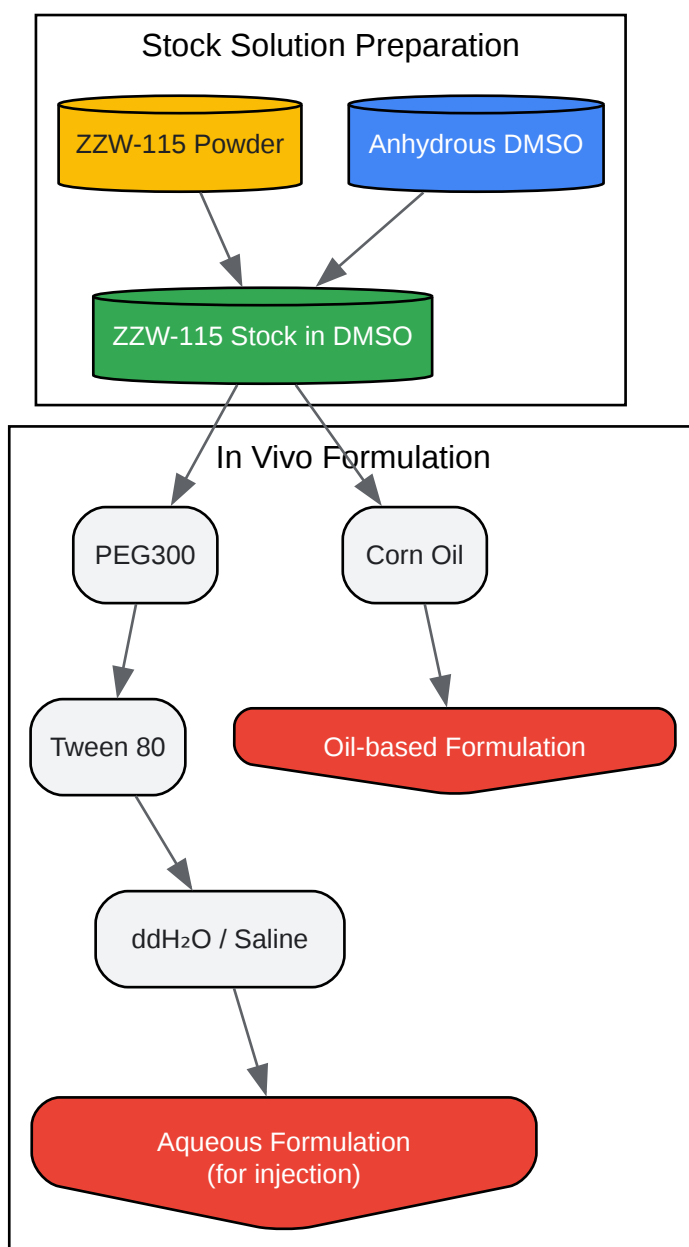 Stock Solution Preparation
ZZW-115 Powder
Anhydrous DMSO
ZZW-115 Stock in DMSO
In Vivo Formulation
PEG300
Corn Oil
Tween 80
Oil-based Formulation
ddH₂O / Saline
Aqueous Formulation
(for injection)